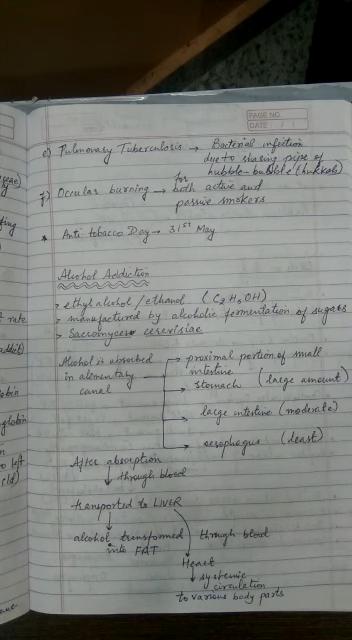 PAGE NO.
DATE / /
e) Pulmonary Tuberculosis → Bacterial infection
due to sharing pipe of
hubble-bubble (hukkah)
f) Occular burning → for both active and
passive smokers
* Anti tobacco Day → 31st May
Alcohol Addiction
> ethyl alcohol / ethanol (C2H5OH)
> manufactured by alcoholic fermentation of sugars
> Saccomyces cerevisiae
Alcohol is absorbed
in alimentary
canal
→ proximal portion of small
intestine
→ stomach (large amount)
→ large intestine (moderate)
→ oesophagus (least)
After absorption
↓ through blood
transported to LIVER
↓
alcohol transformed
into FAT
through blood
Heart
↓ systemic
circulation
to various body parts
rate
globin
left